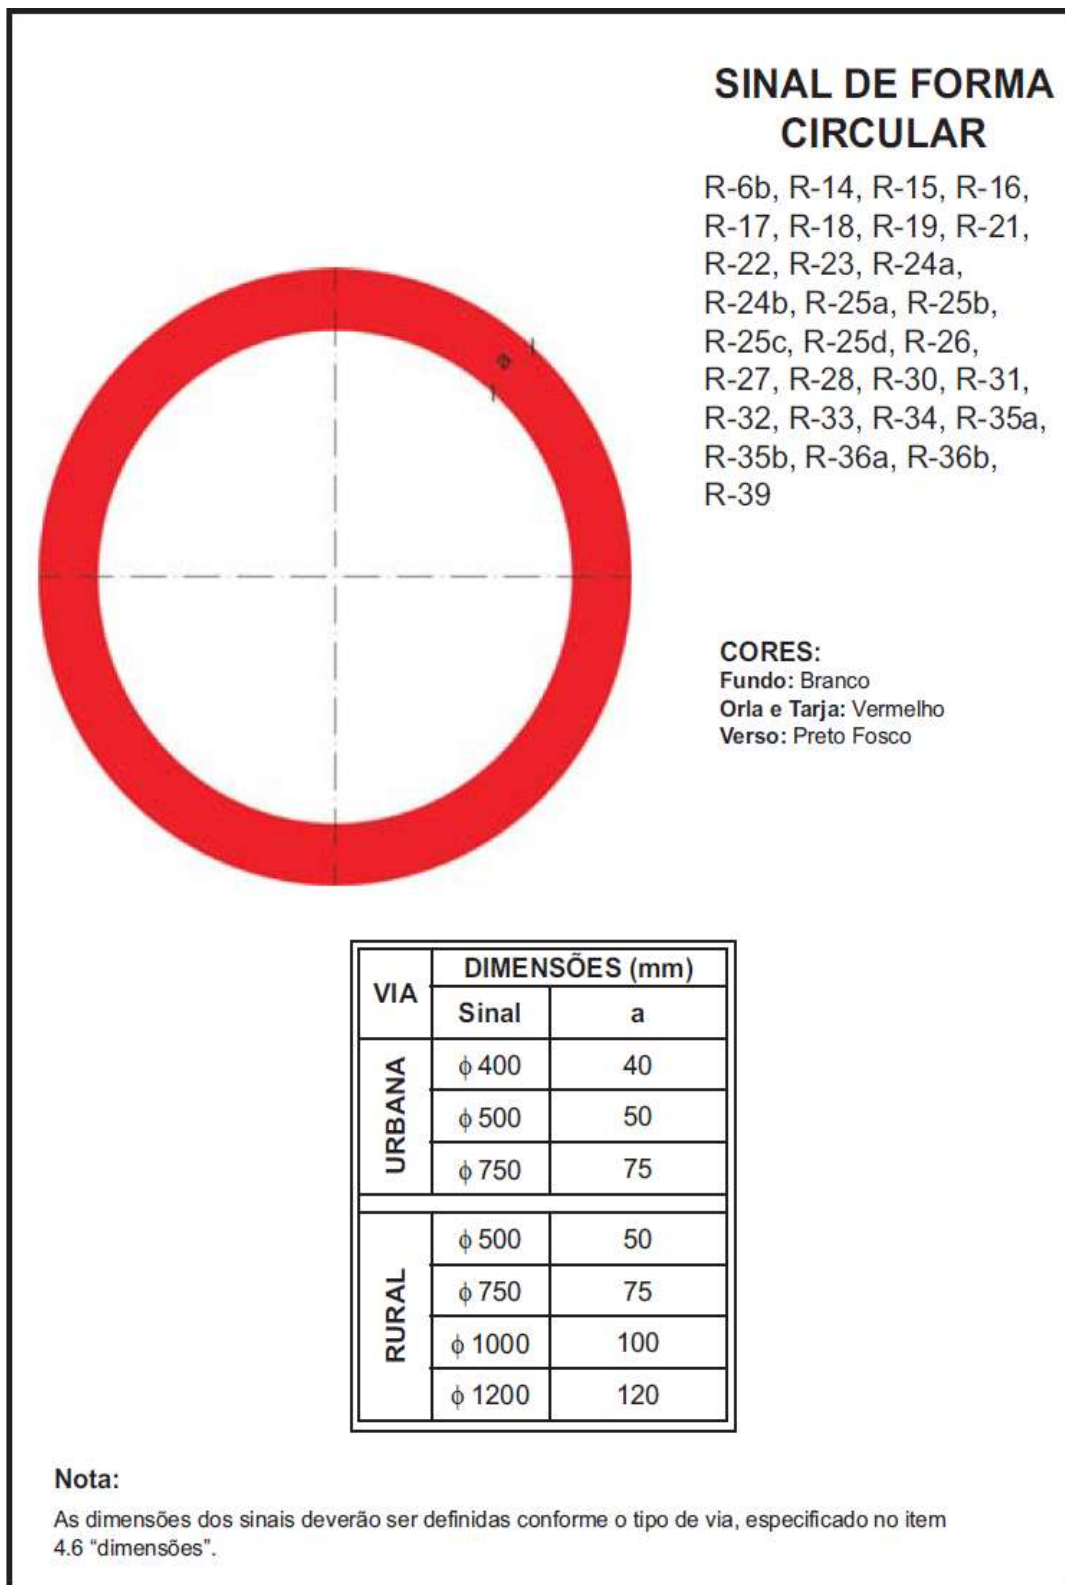 SINAL DE FORMA
CIRCULAR
R-6b, R-14, R-15, R-16,
R-17, R-18, R-19, R-21,
R-22, R-23, R-24a,
R-24b, R-25a, R-25b,
R-25c, R-25d, R-26,
R-27, R-28, R-30, R-31,
R-32, R-33, R-34, R-35a,
R-35b, R-36a, R-36b,
R-39
CORES:
Fundo: Branco
Orla e Tarja: Vermelho
Verso: Preto Fosco
VIA DIMENSÕES (mm)
Sinal a
URBANA
ϕ 400 40
ϕ 500 50
ϕ 750 75
RURAL
ϕ 500 50
ϕ 750 75
ϕ 1000 100
ϕ 1200 120
Nota:
As dimensões dos sinais deverão ser definidas conforme o tipo de via, especificado no item
4.6 “dimensões”.